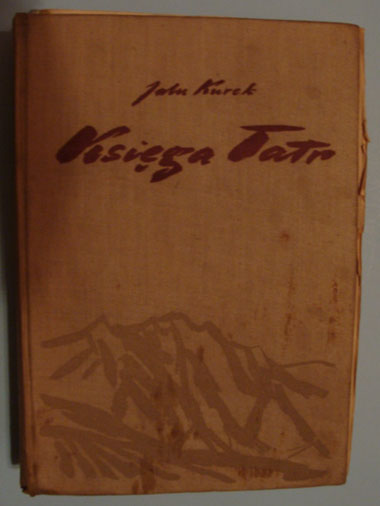 Jalu Kurek
Księga Tatr